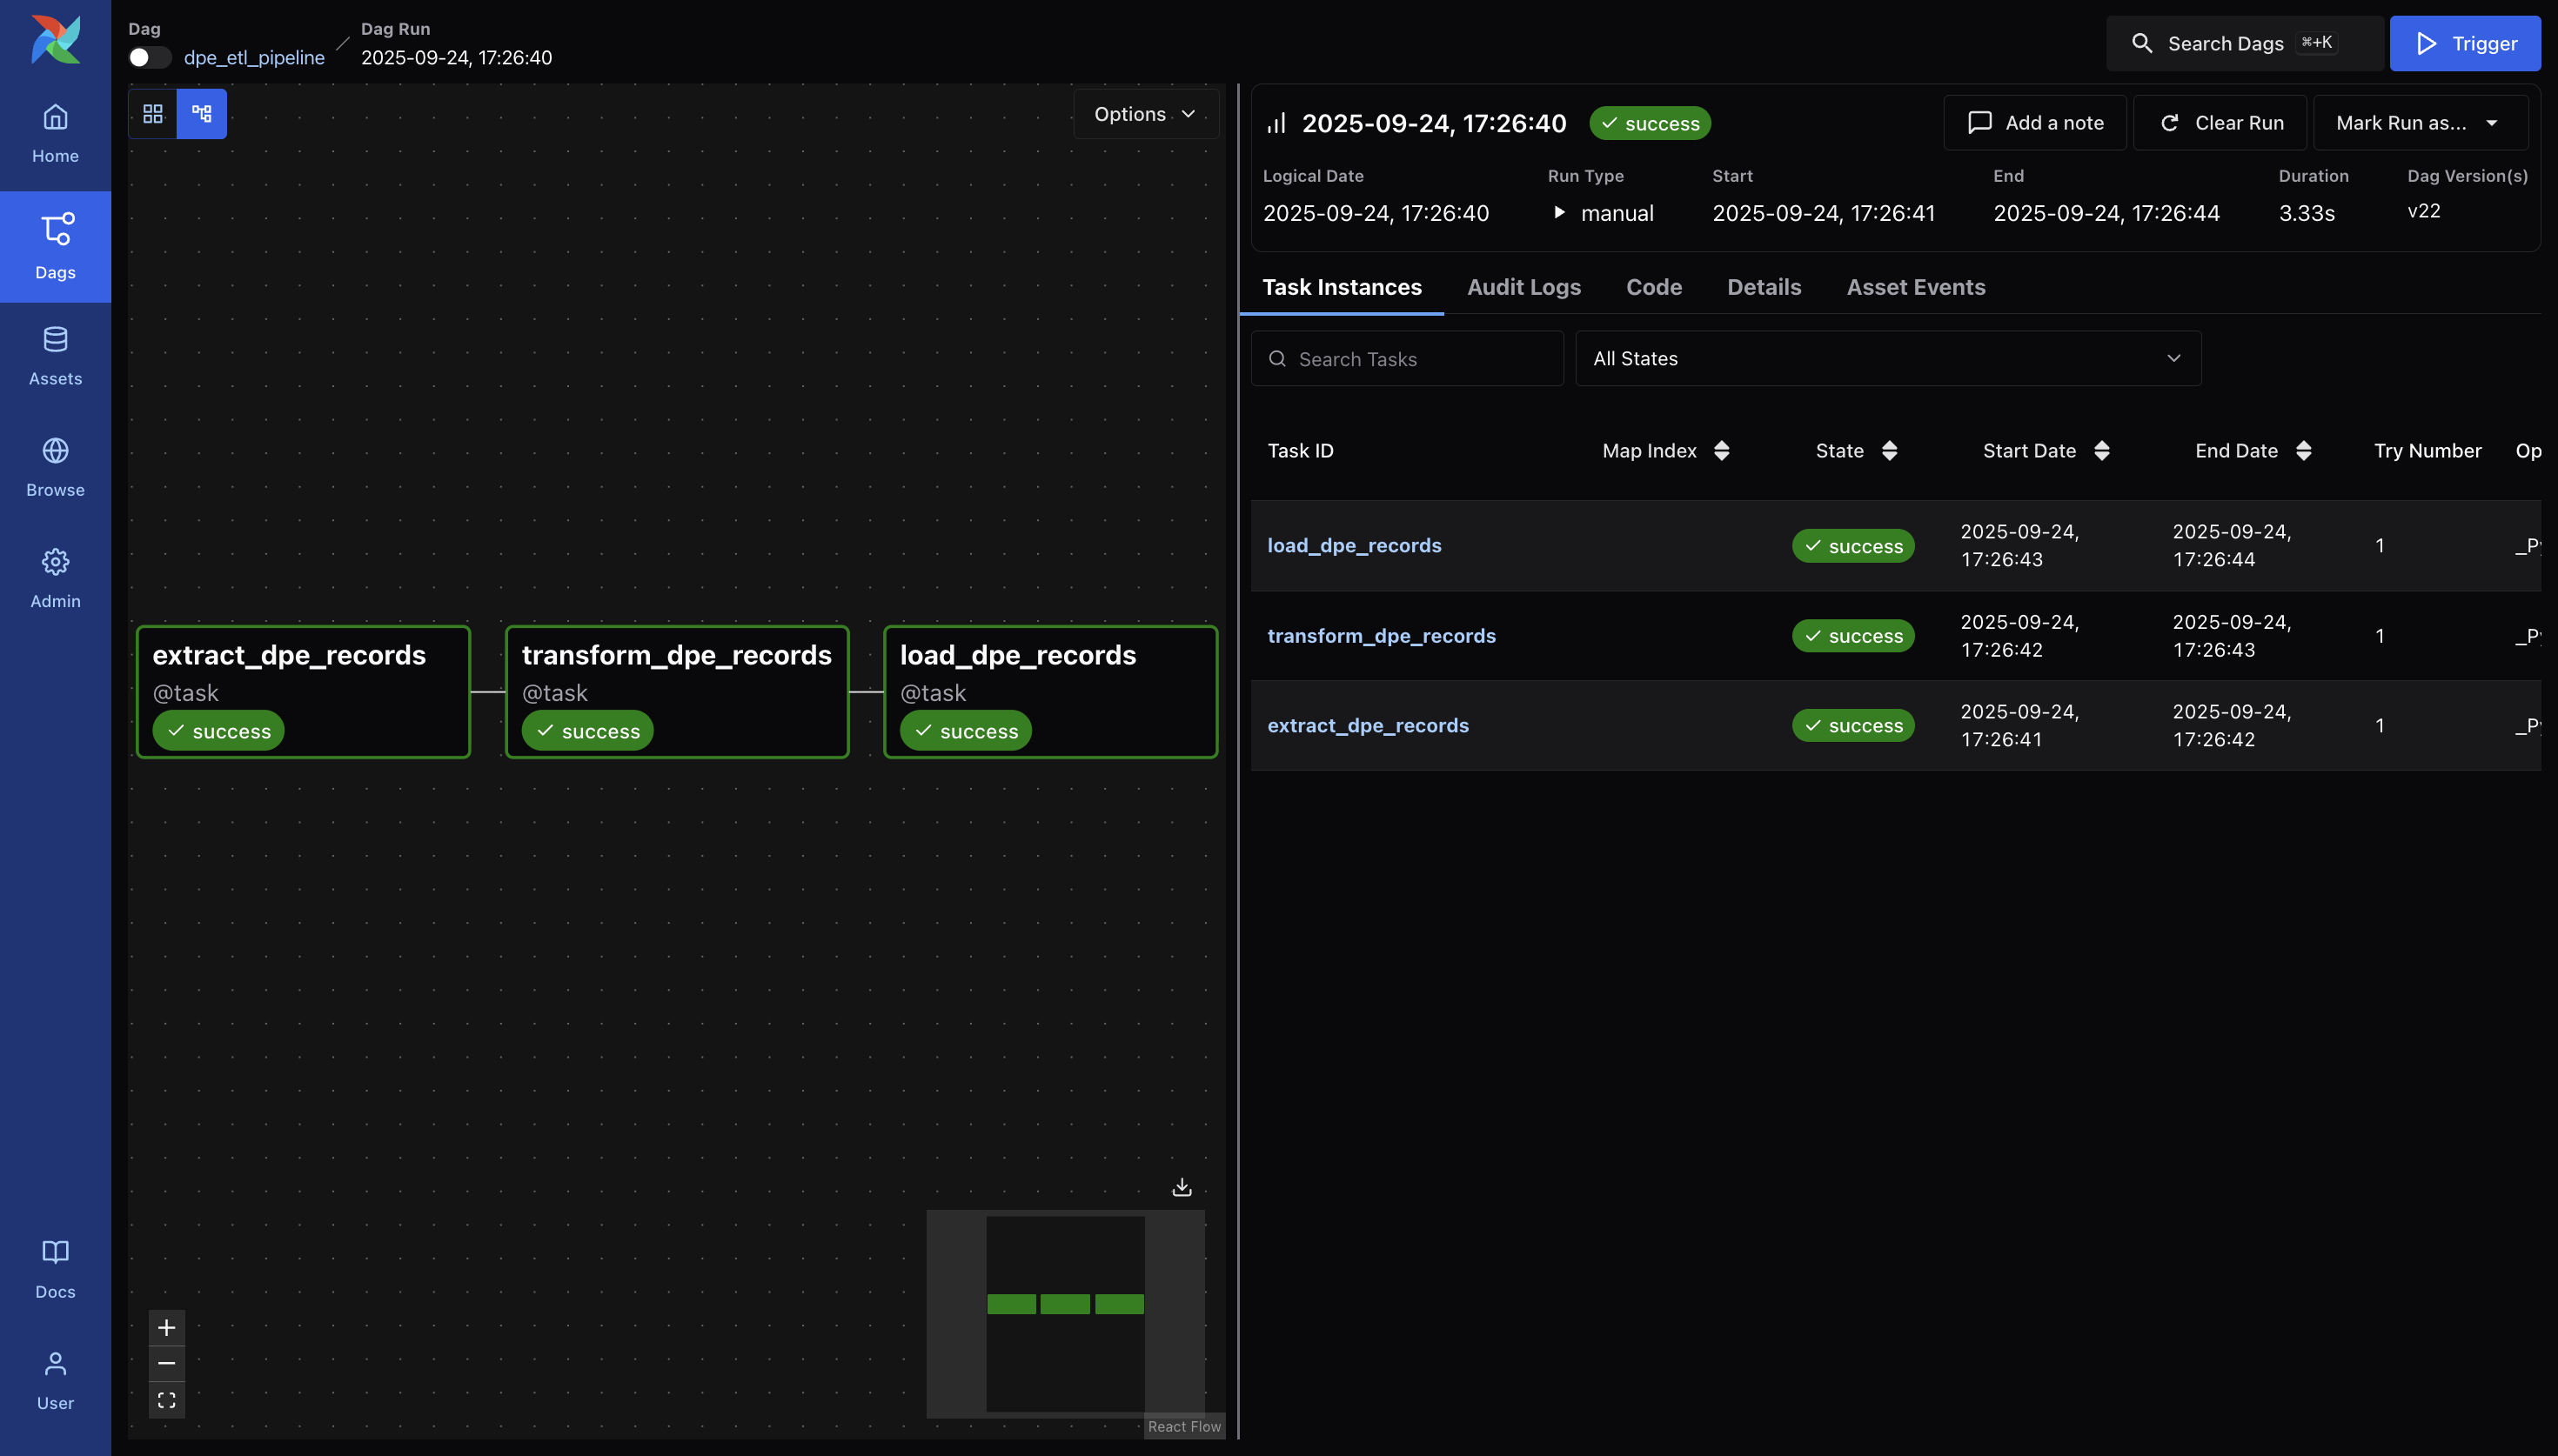 Dag
dpe_etl_pipeline
Dag Run
2025-09-24, 17:26:40
Search Dags ⌘+K
Trigger
Home
Dags
Assets
Browse
Admin
Docs
User
Options
extract_dpe_records
@task
success
transform_dpe_records
@task
success
load_dpe_records
@task
success
React Flow
2025-09-24, 17:26:40 success
Add a note
Clear Run
Mark Run as...
Logical Date Run Type Start End Duration Dag Version(s)
2025-09-24, 17:26:40 manual 2025-09-24, 17:26:41 2025-09-24, 17:26:44 3.33s v22
Task Instances Audit Logs Code Details Asset Events
Search Tasks
All States
Task ID Map Index State Start Date End Date Try Number Op
load_dpe_records success 2025-09-24, 17:26:43 2025-09-24, 17:26:44 1 _Py
transform_dpe_records success 2025-09-24, 17:26:42 2025-09-24, 17:26:43 1 _Py
extract_dpe_records success 2025-09-24, 17:26:41 2025-09-24, 17:26:42 1 _Py